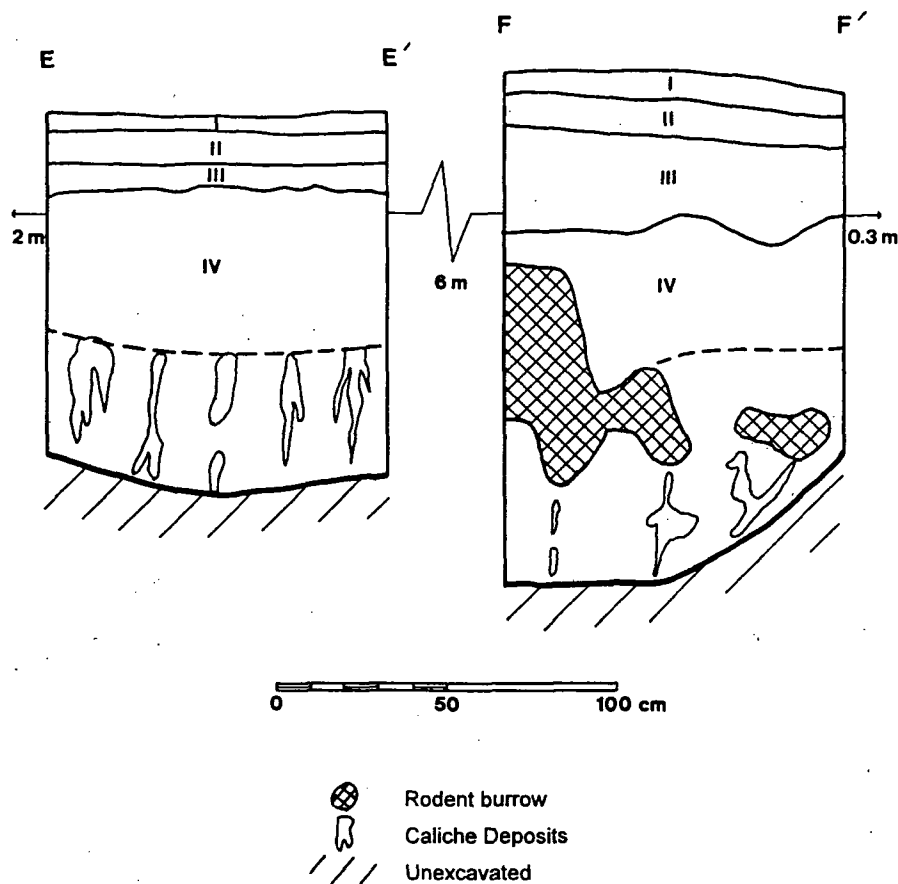 E
E′
F
F′
I
II
III
IV
2 m
6 m
I
II
III
IV
0.3 m
0 50 100 cm
Rodent burrow
Caliche Deposits
Unexcavated